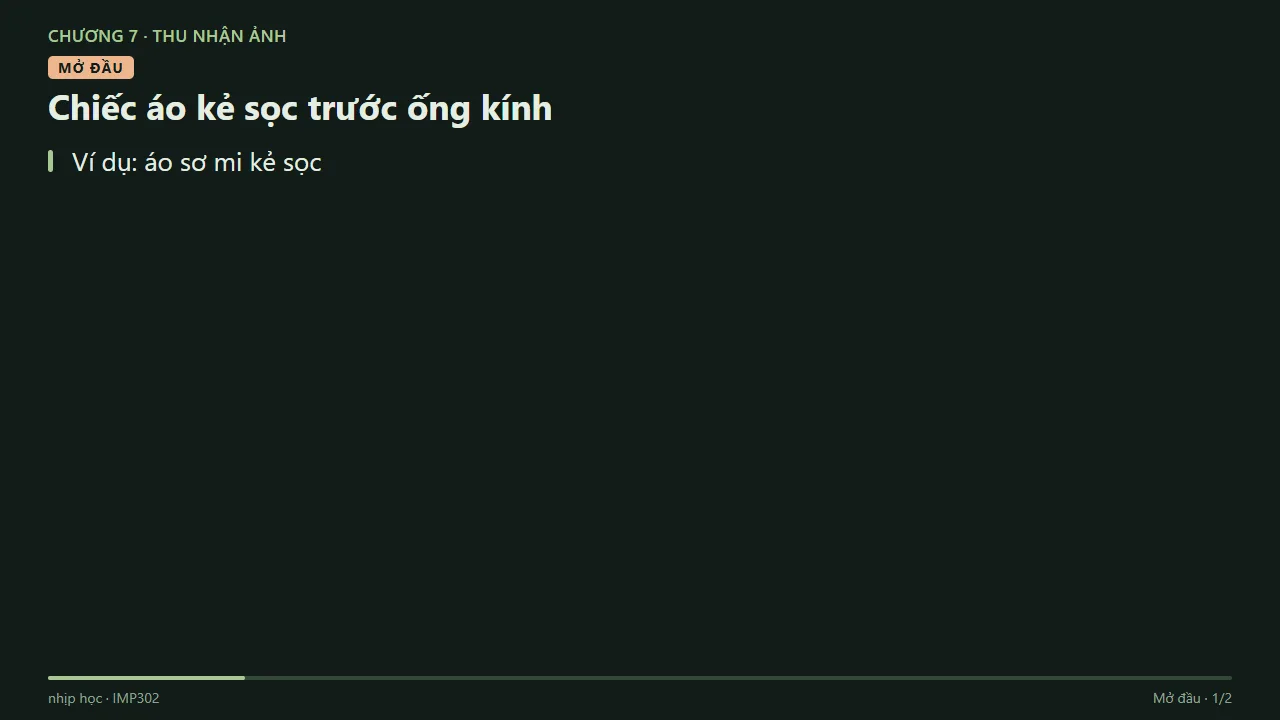 CHƯƠNG 7 · THU NHẬN ẢNH
MỞ ĐẦU
Chiếc áo kẻ sọc trước ống kính
Ví dụ: áo sơ mi kẻ sọc
nhịp học · IMP302
Mở đầu · 1/2